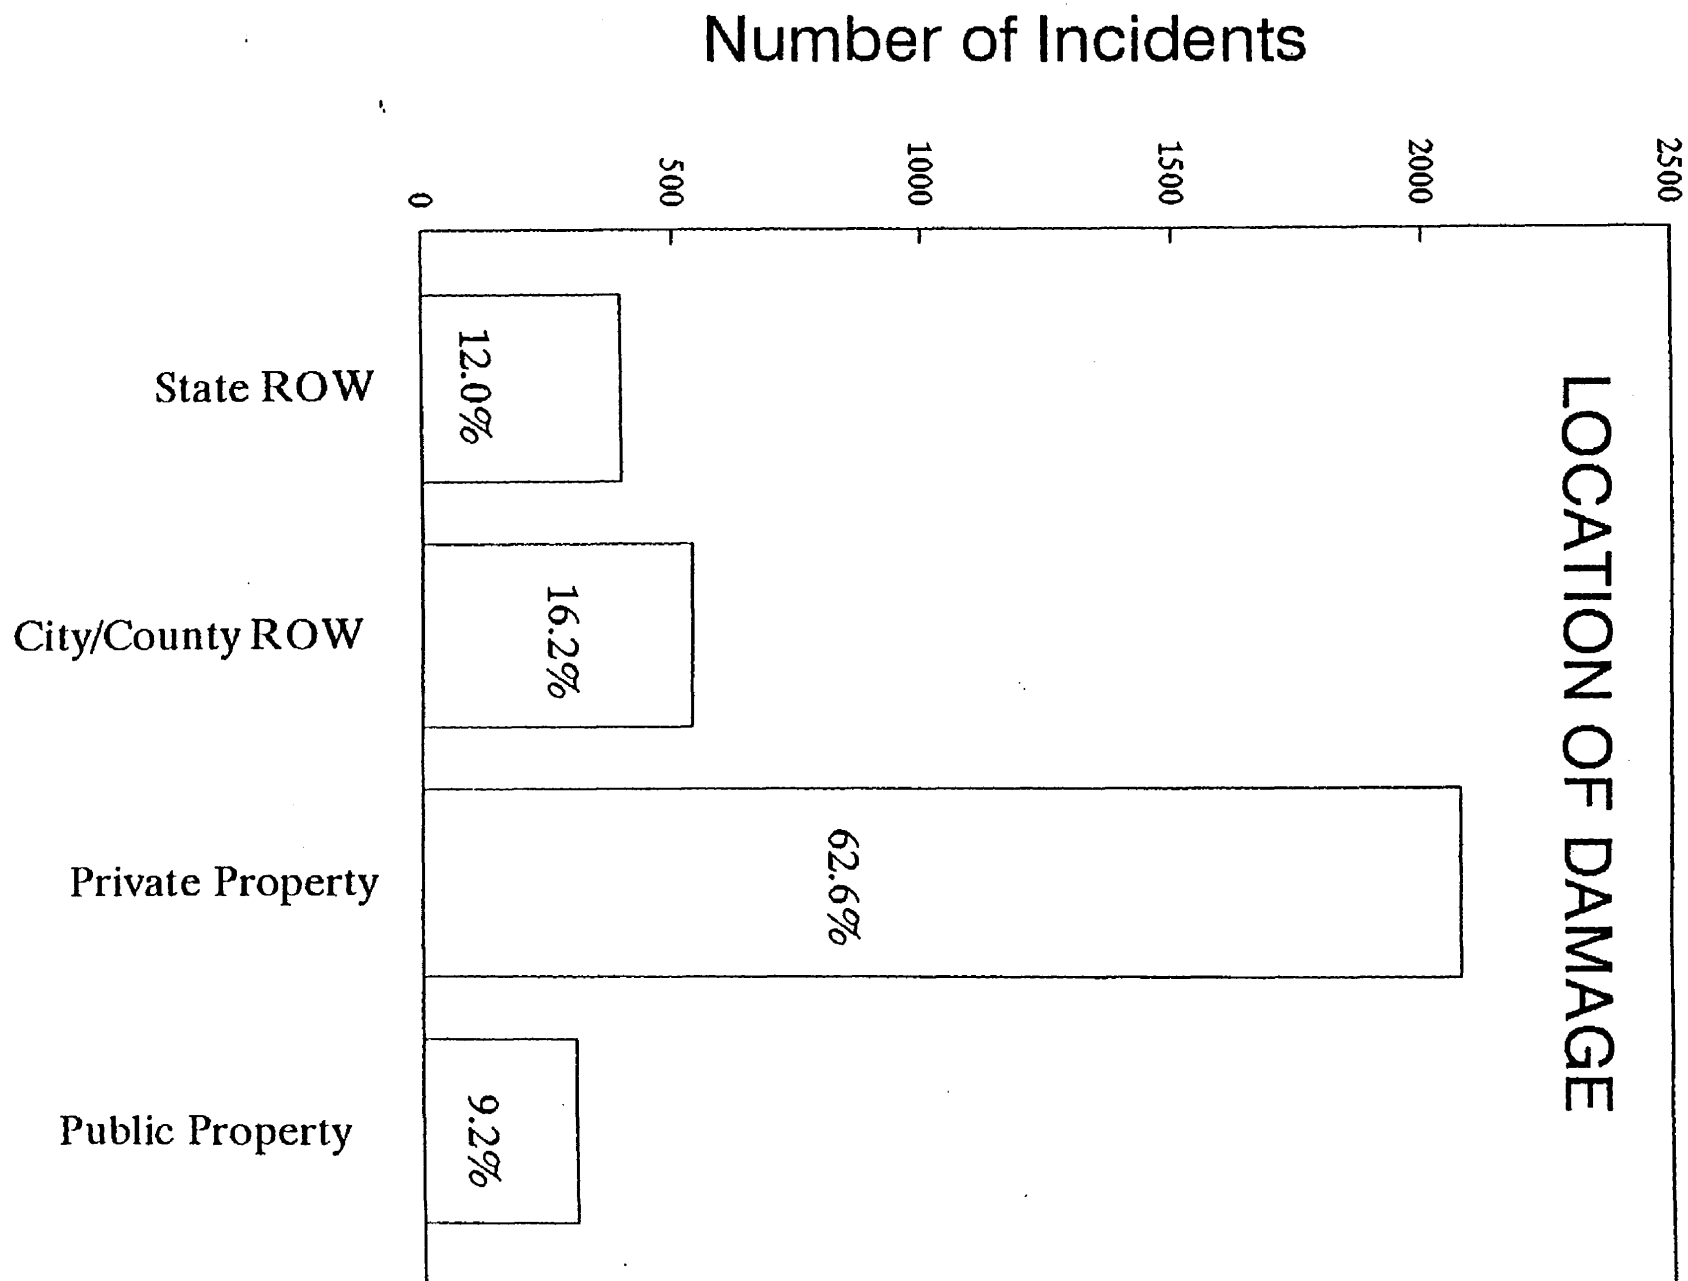 LOCATION OF DAMAGE
Number of Incidents
2500
2000
1500
1000
500
0
12.0%
16.2%
62.6%
9.2%
State ROW
City/County ROW
Private Property
Public Property